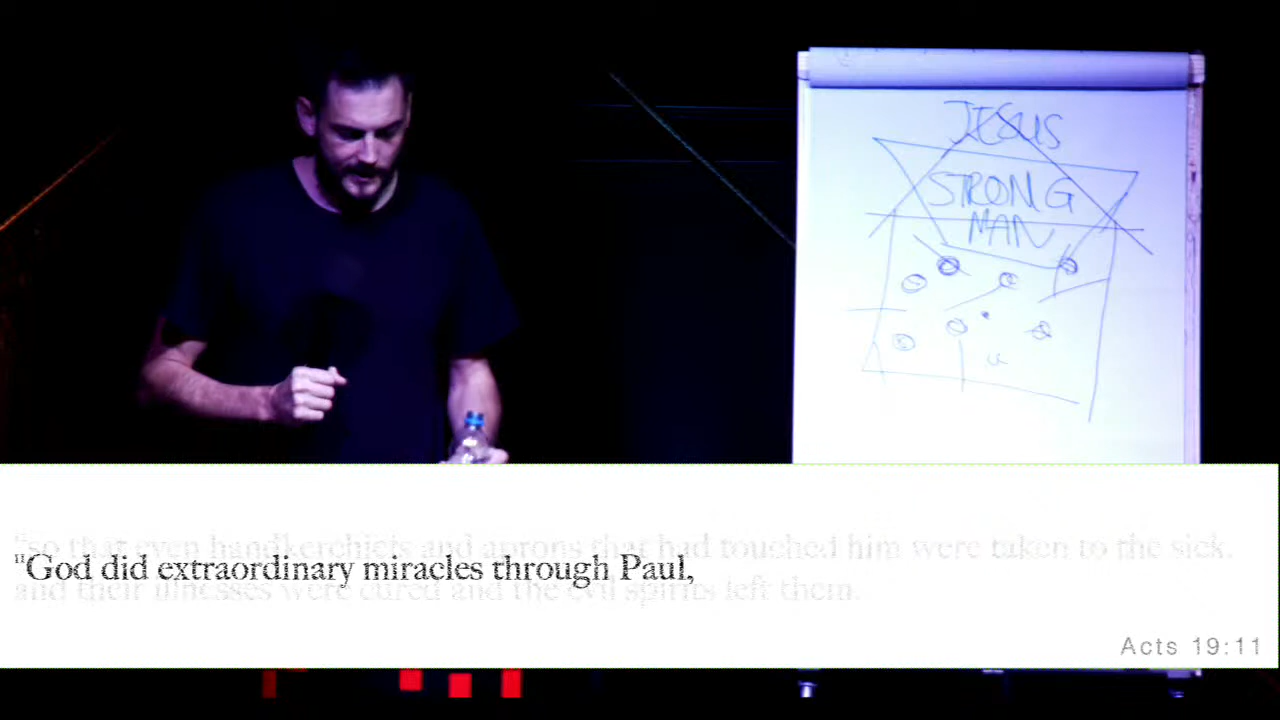 JESUS
STRONG
MAN
"so that even handkerchiefs and aprons that had touched him were taken to the sick,
"God did extraordinary miracles through Paul,
and their illnesses were cured and the evil spirits left them.
Acts 19:11